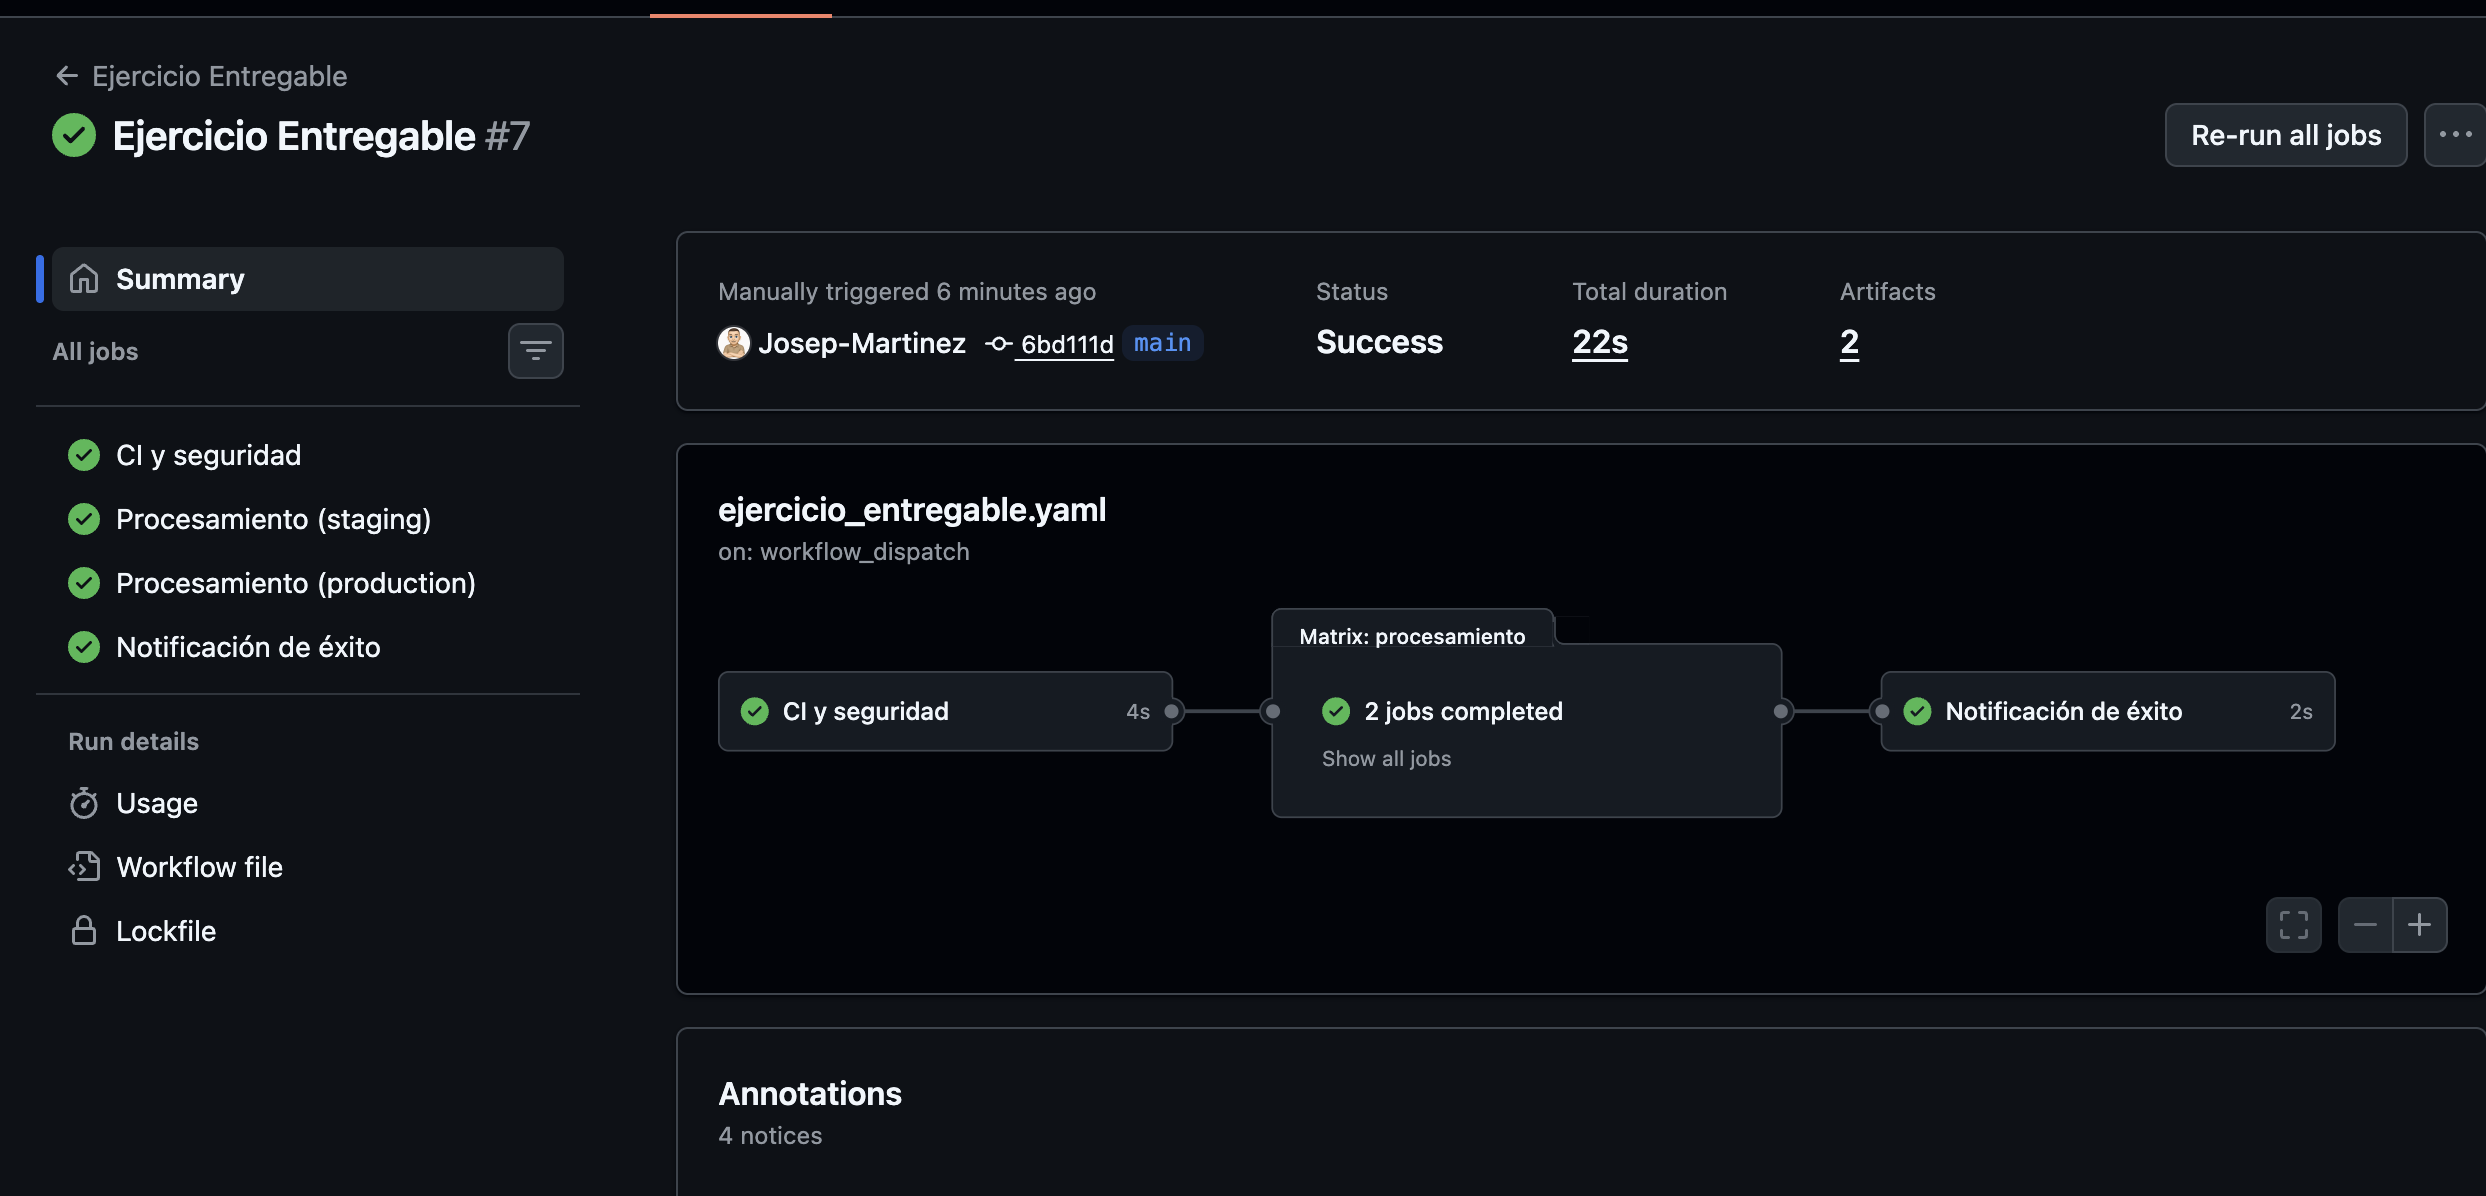 Ejercicio Entregable
Ejercicio Entregable #7
Re-run all jobs
Summary
All jobs
CI y seguridad
Procesamiento (staging)
Procesamiento (production)
Notificación de éxito
Run details
Usage
Workflow file
Lockfile
Manually triggered 6 minutes ago
Josep-Martinez 6bd111d main
Status
Success
Total duration
22s
Artifacts
2
ejercicio_entregable.yaml
on: workflow_dispatch
CI y seguridad 4s
Matrix: procesamiento
2 jobs completed
Show all jobs
Notificación de éxito 2s
Annotations
4 notices